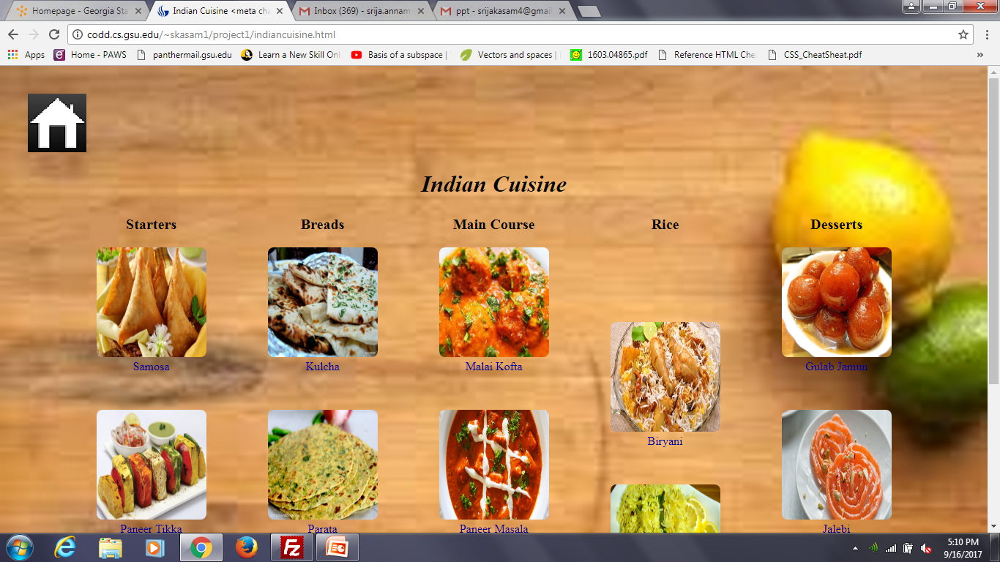 Homepage - Georgia Sta
Indian Cuisine <meta cha
Inbox (369) - srija.annam
ppt - srijakasam4@gmai
codd.cs.gsu.edu/~skasam1/project1/indiancuisine.html
Apps
Home - PAWS
panthermail.gsu.edu
Learn a New Skill Onl
Basis of a subspace |
Vectors and spaces |
1603.04865.pdf
Reference HTML Che
CSS_CheatSheat.pdf
»
Indian Cuisine
Starters
Breads
Main Course
Rice
Desserts
Samosa
Kulcha
Malai Kofta
Gulab Jamun
Biryani
Paneer Tikka
Parata
Paneer Masala
Jalebi
5:10 PM
9/16/2017